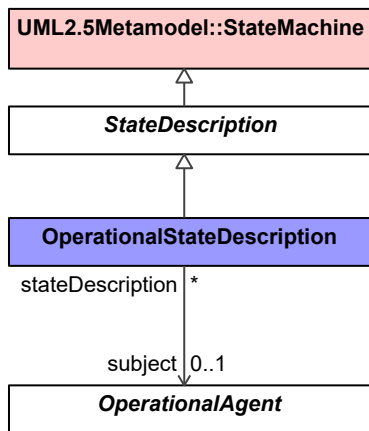 UML2.5Metamodel::StateMachine
StateDescription
OperationalStateDescription
stateDescription *
subject 0..1
OperationalAgent